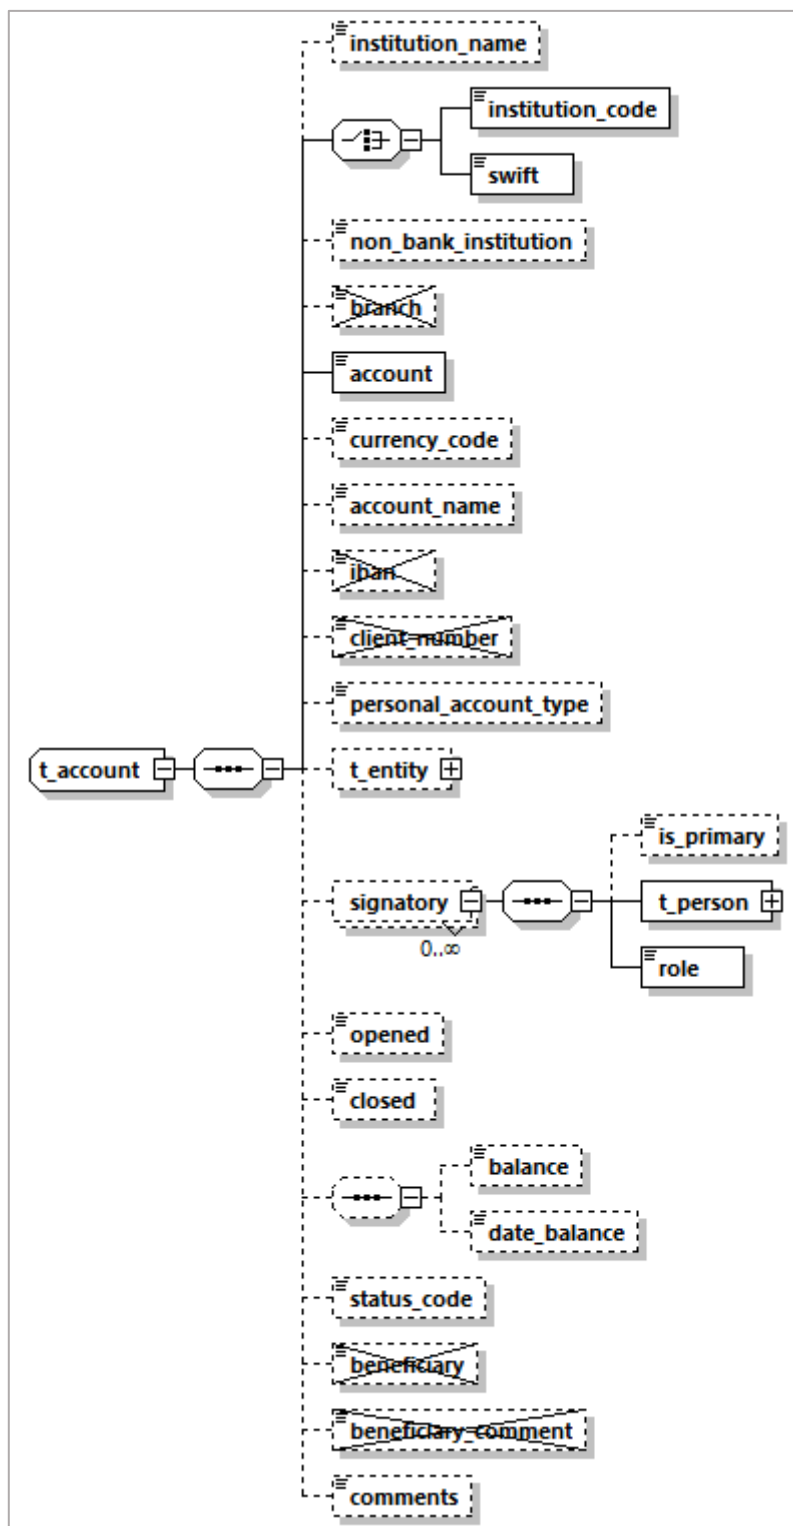 institution_name
institution_code
swift
non_bank_institution
branch
account
currency_code
account_name
iban
client_number
personal_account_type
t_account
t_entity
is_primary
signatory
t_person
0..∞
role
opened
closed
balance
date_balance
status_code
beneficiary
beneficiary_comment
comments